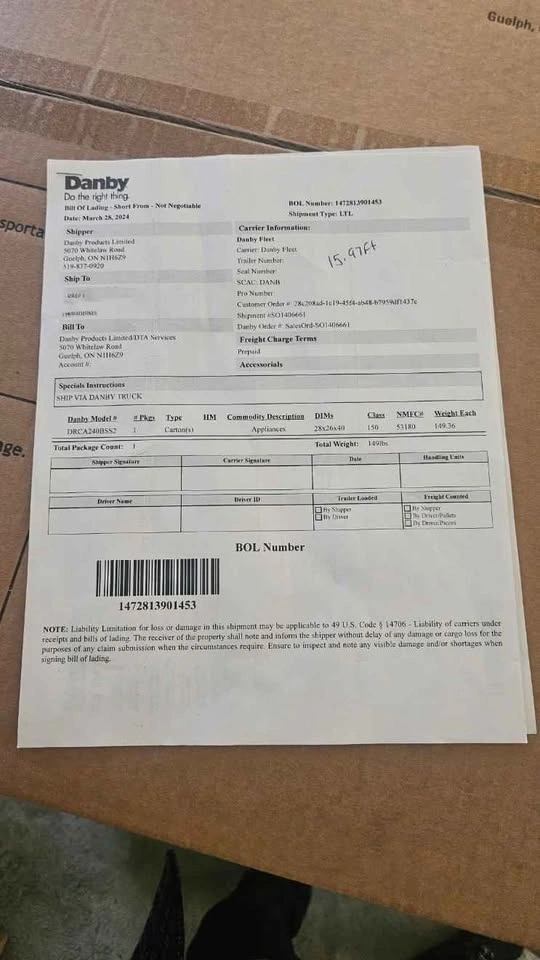 Guelph,
sporta
ge.
Danby
Do the right thing.
Bill Of Lading - Short From - Not Negotiable
Date: March 28, 2024
BOL Number: 1472813901453
Shipment Type: LTL
Shipper
Danby Products Limited
5070 Whitelaw Road
Guelph, ON N1H6Z9
519-837-0920
Ship To
Bill To
Danby Products Limited/DTA Services
5070 Whitelaw Road
Guelph, ON N1H6Z9
Account #:
Carrier Information:
Danby Fleet
Carrier: Danby Fleet
Trailer Number:
Seal Number:
SCAC: DANB
Pro Number:
Customer Order #:
Shipment #SO1406661
Danby Order #: SalesOrd-SO1406661
15.97ft
Freight Charge Terms
Prepaid
Accessorials
Specials Instructions
SHIP VIA DANBY TRUCK
Danby Model # # Pkgs Type HM Commodity Description DIMs Class NMFC# Weight Each
DRCA240BSS2 1 Carton(s) Appliances 28x26x40 150 53180 149.36
Total Package Count: 1 Total Weight: 149lbs
Shipper Signature Carrier Signature Date Handling Units
Driver Name Driver ID Trailer Loaded Freight Counted
By Shipper By Shipper
By Driver By Driver/Pallets
By Driver/Pieces
BOL Number
1472813901453
NOTE: Liability Limitation for loss or damage in this shipment may be applicable to 49 U.S. Code § 14706 - Liability of carriers under
receipts and bills of lading. The receiver of the property shall note and inform the shipper without delay of any damage or cargo loss for the
purposes of any claim submission when the circumstances require. Ensure to inspect and note any visible damage and/or shortages when
signing bill of lading.